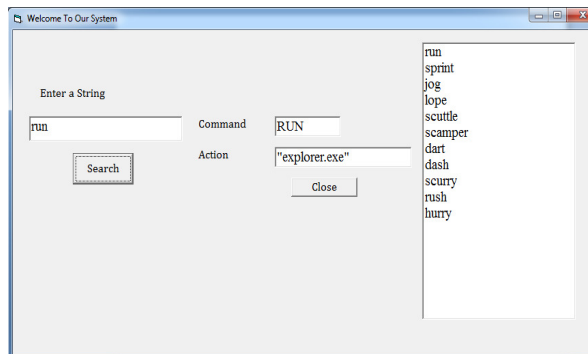 Welcome To Our System
Enter a String
run
Search
Command
RUN
Action
"explorer.exe"
Close
run
sprint
jog
lope
scuttle
scamper
dart
dash
scurry
rush
hurry